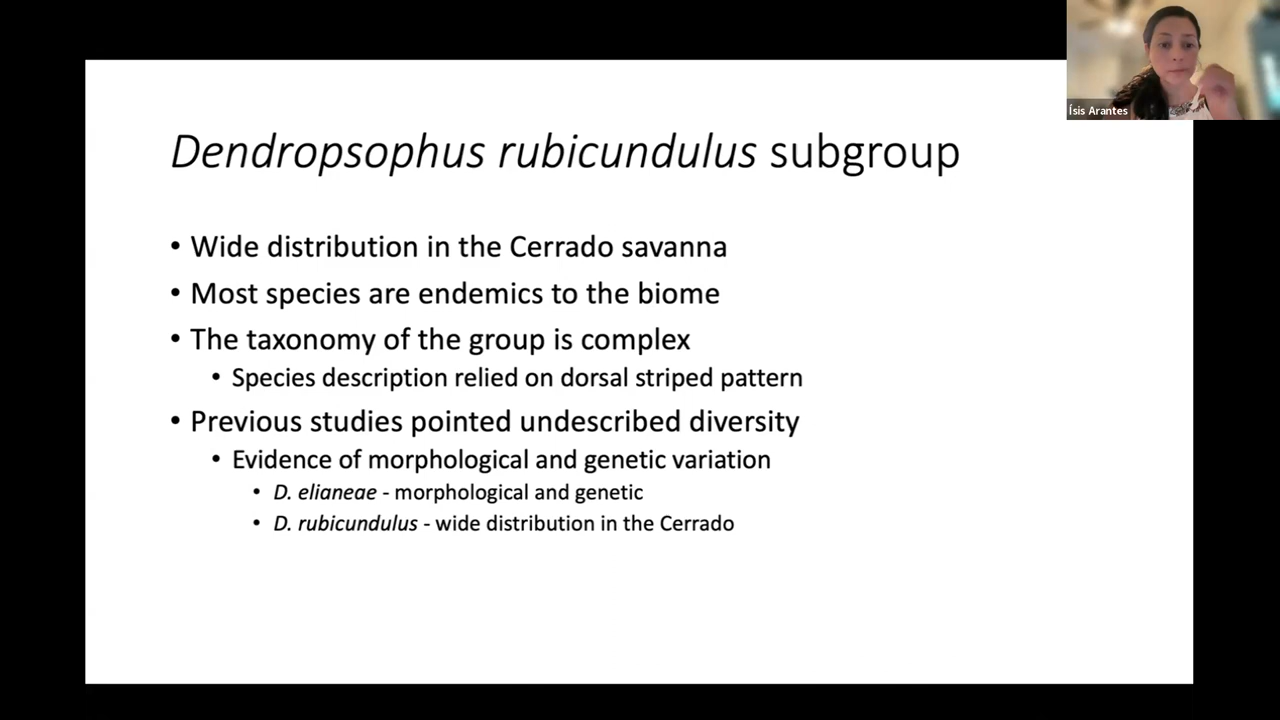 Ísis Arantes
Dendropsophus rubicundulus subgroup
• Wide distribution in the Cerrado savanna
• Most species are endemics to the biome
• The taxonomy of the group is complex
• Species description relied on dorsal striped pattern
• Previous studies pointed undescribed diversity
• Evidence of morphological and genetic variation
• D. elianeae - morphological and genetic
• D. rubicundulus - wide distribution in the Cerrado